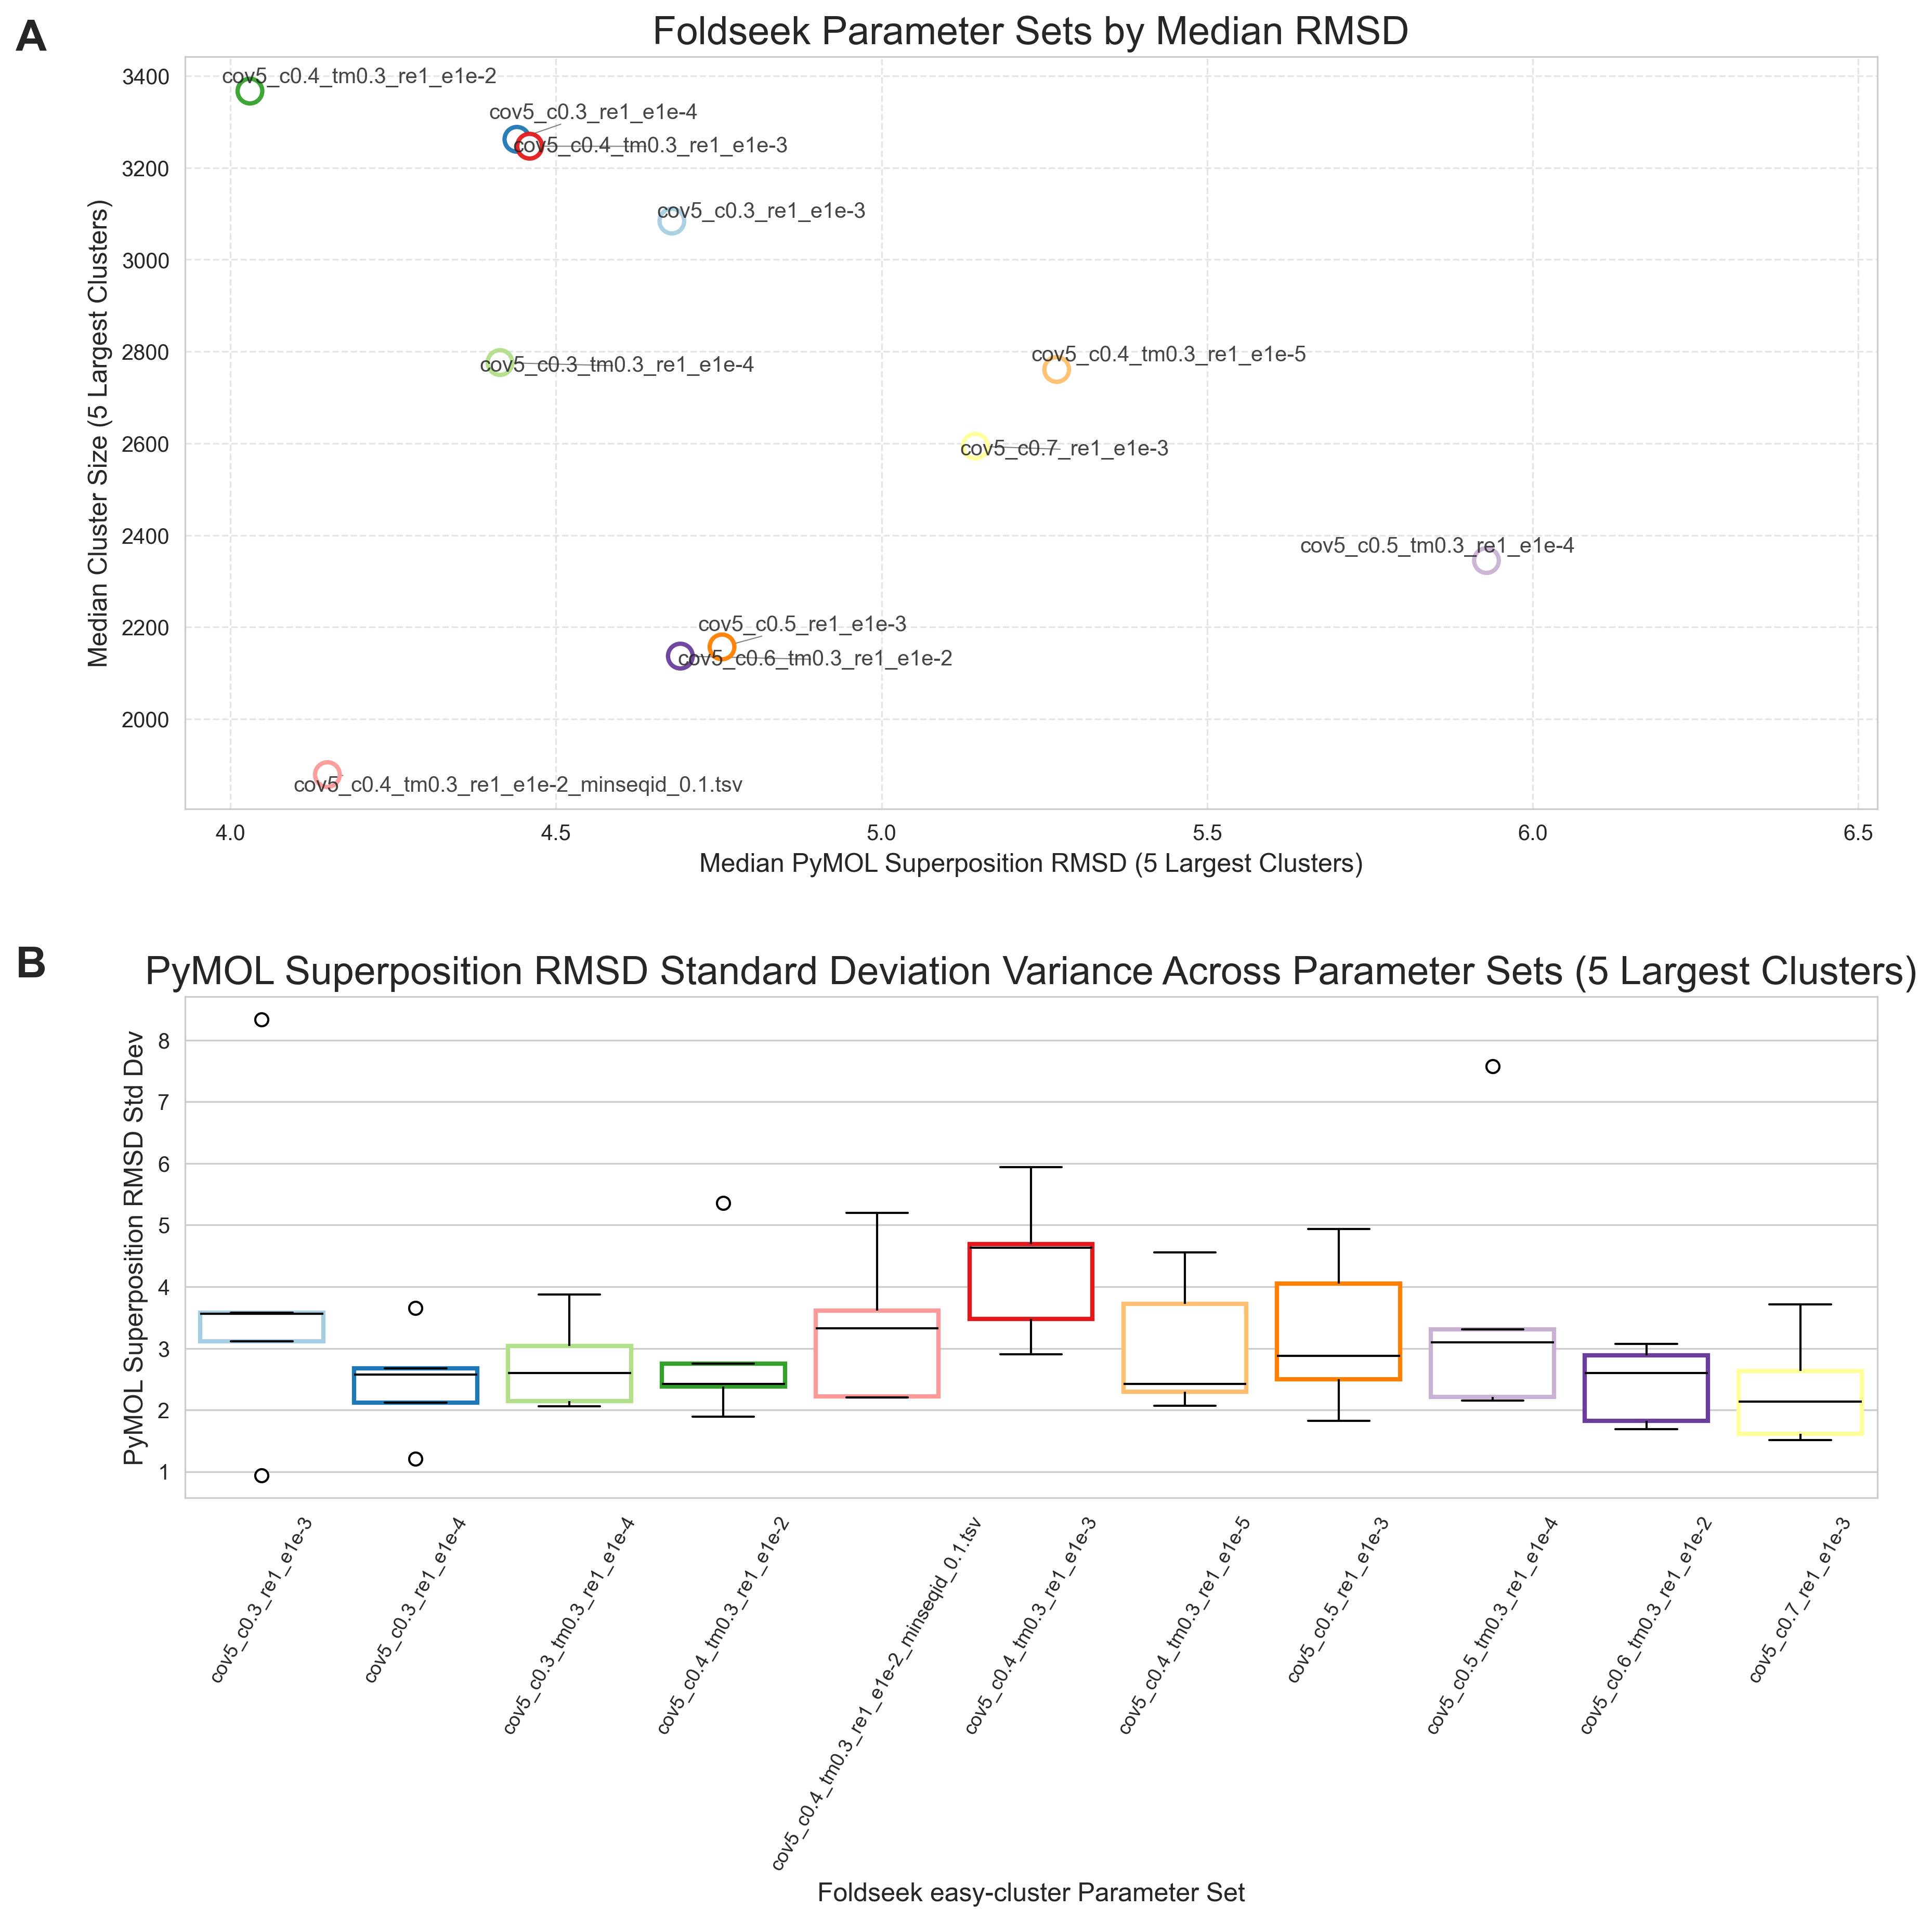 A
Foldseek Parameter Sets by Median RMSD
Median Cluster Size (5 Largest Clusters)
3400
3200
3000
2800
2600
2400
2200
2000
cov5_c0.4_tm0.3_re1_e1e-2
cov5_c0.3_re1_e1e-4
cov5_c0.4_tm0.3_re1_e1e-3
cov5_c0.3_re1_e1e-3
cov5_c0.3_tm0.3_re1_e1e-4
cov5_c0.4_tm0.3_re1_e1e-5
cov5_c0.7_re1_e1e-3
cov5_c0.5_tm0.3_re1_e1e-4
cov5_c0.5_re1_e1e-3
cov5_c0.6_tm0.3_re1_e1e-2
cov5_c0.4_tm0.3_re1_e1e-2_minseqid_0.1.tsv
4.0
4.5
5.0
5.5
6.0
6.5
Median PyMOL Superposition RMSD (5 Largest Clusters)
B
PyMOL Superposition RMSD Standard Deviation Variance Across Parameter Sets (5 Largest Clusters)
PyMOL Superposition RMSD Std Dev
8
7
6
5
4
3
2
1
cov5_c0.3_re1_e1e-3
cov5_c0.3_re1_e1e-4
cov5_c0.3_tm0.3_re1_e1e-4
cov5_c0.4_tm0.3_re1_e1e-2
cov5_c0.4_tm0.3_re1_e1e-2_minseqid_0.1.tsv
cov5_c0.4_tm0.3_re1_e1e-3
cov5_c0.4_tm0.3_re1_e1e-5
cov5_c0.5_re1_e1e-3
cov5_c0.5_tm0.3_re1_e1e-4
cov5_c0.6_tm0.3_re1_e1e-2
cov5_c0.7_re1_e1e-3
Foldseek easy-cluster Parameter Set